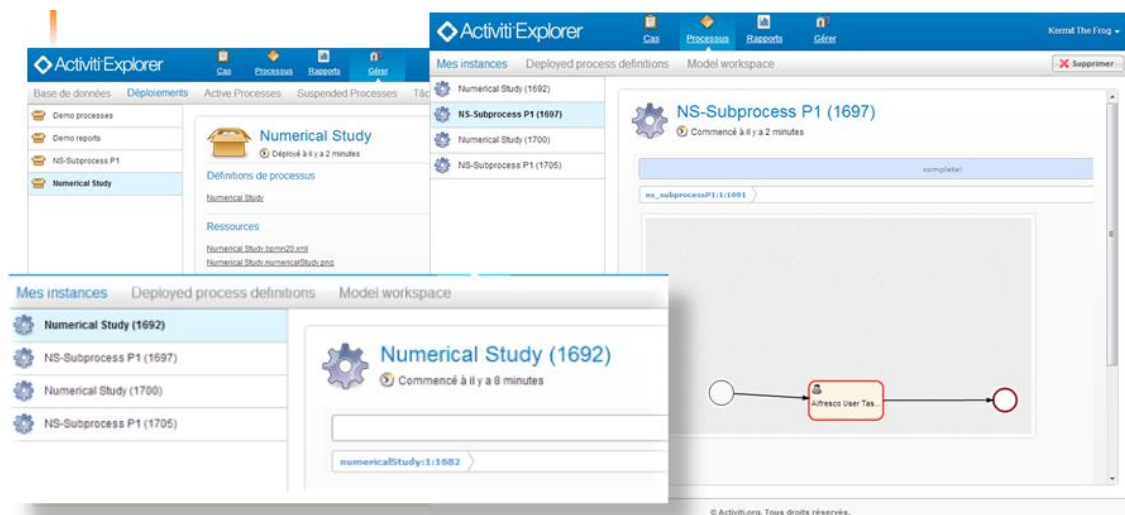 Activiti Explorer
Cas
Processus
Rapports
Gérer
Base de données
Déploiements
Active Processes
Suspended Processes
Demo processes
Demo reports
NS-Subprocess P1
Numerical Study
Numerical Study
Déployé à il y a 2 minutes
Définitions de processus
Numerical Study
Ressources
Numerical Study.bpmn20.xml
Numerical Study.numericalStudy.png
Activiti Explorer
Cas
Processus
Rapports
Gérer
Kermit The Frog
Mes instances
Deployed process definitions
Model workspace
Supprimer
Numerical Study (1692)
NS-Subprocess P1 (1697)
Numerical Study (1700)
NS-Subprocess P1 (1705)
NS-Subprocess P1 (1697)
Commencé à il y a 2 minutes
complete!
ns_subprocessP1:1:1691
Alfresco User Tas...
© Activiti.org. Tous droits réservés.
Mes instances
Deployed process definitions
Model workspace
Numerical Study (1692)
NS-Subprocess P1 (1697)
Numerical Study (1700)
NS-Subprocess P1 (1705)
Numerical Study (1692)
Commencé à il y a 8 minutes
numericalStudy:1:1682